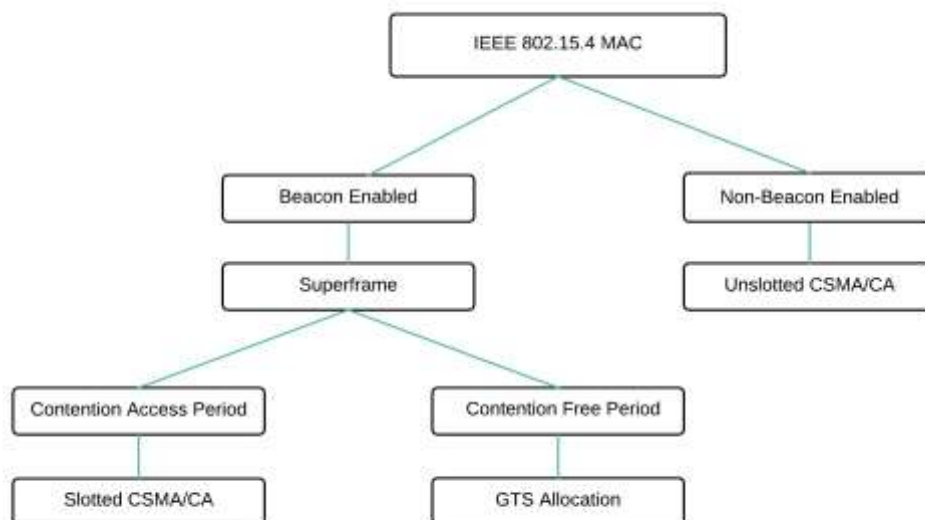 IEEE 802.15.4 MAC
Beacon Enabled
Non-Beacon Enabled
Superframe
Unslotted CSMA/CA
Contention Access Period
Contention Free Period
Slotted CSMA/CA
GTS Allocation